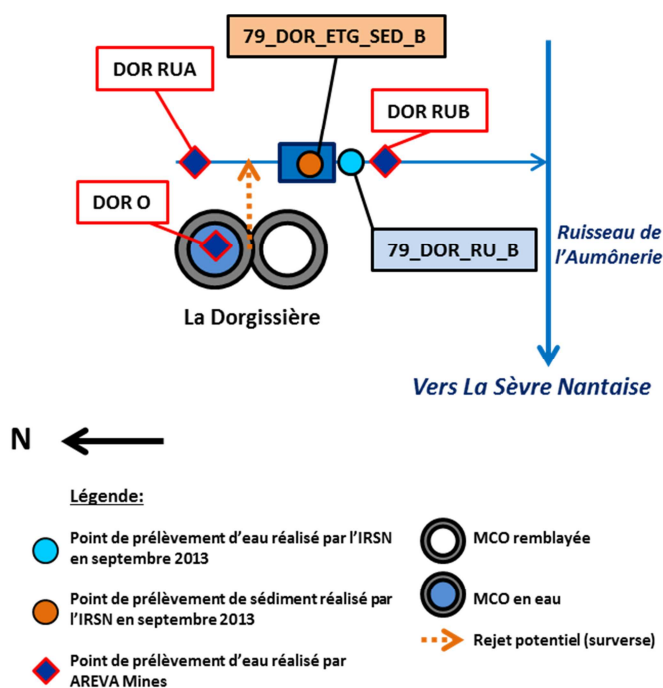 79_DOR_ETG_SED_B
DOR RUA
DOR RUB
DOR O
79_DOR_RU_B
Ruisseau de
l'Aumônerie
La Dorgissière
Vers La Sèvre Nantaise
N
Légende:
Point de prélèvement d'eau réalisé par l'IRSN
en septembre 2013
Point de prélèvement de sédiment réalisé par
l'IRSN en septembre 2013
Point de prélèvement d'eau réalisé par
AREVA Mines
MCO remblayée
MCO en eau
Rejet potentiel (surverse)